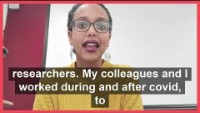 researchers. My colleagues and I
worked during and after covid,
to